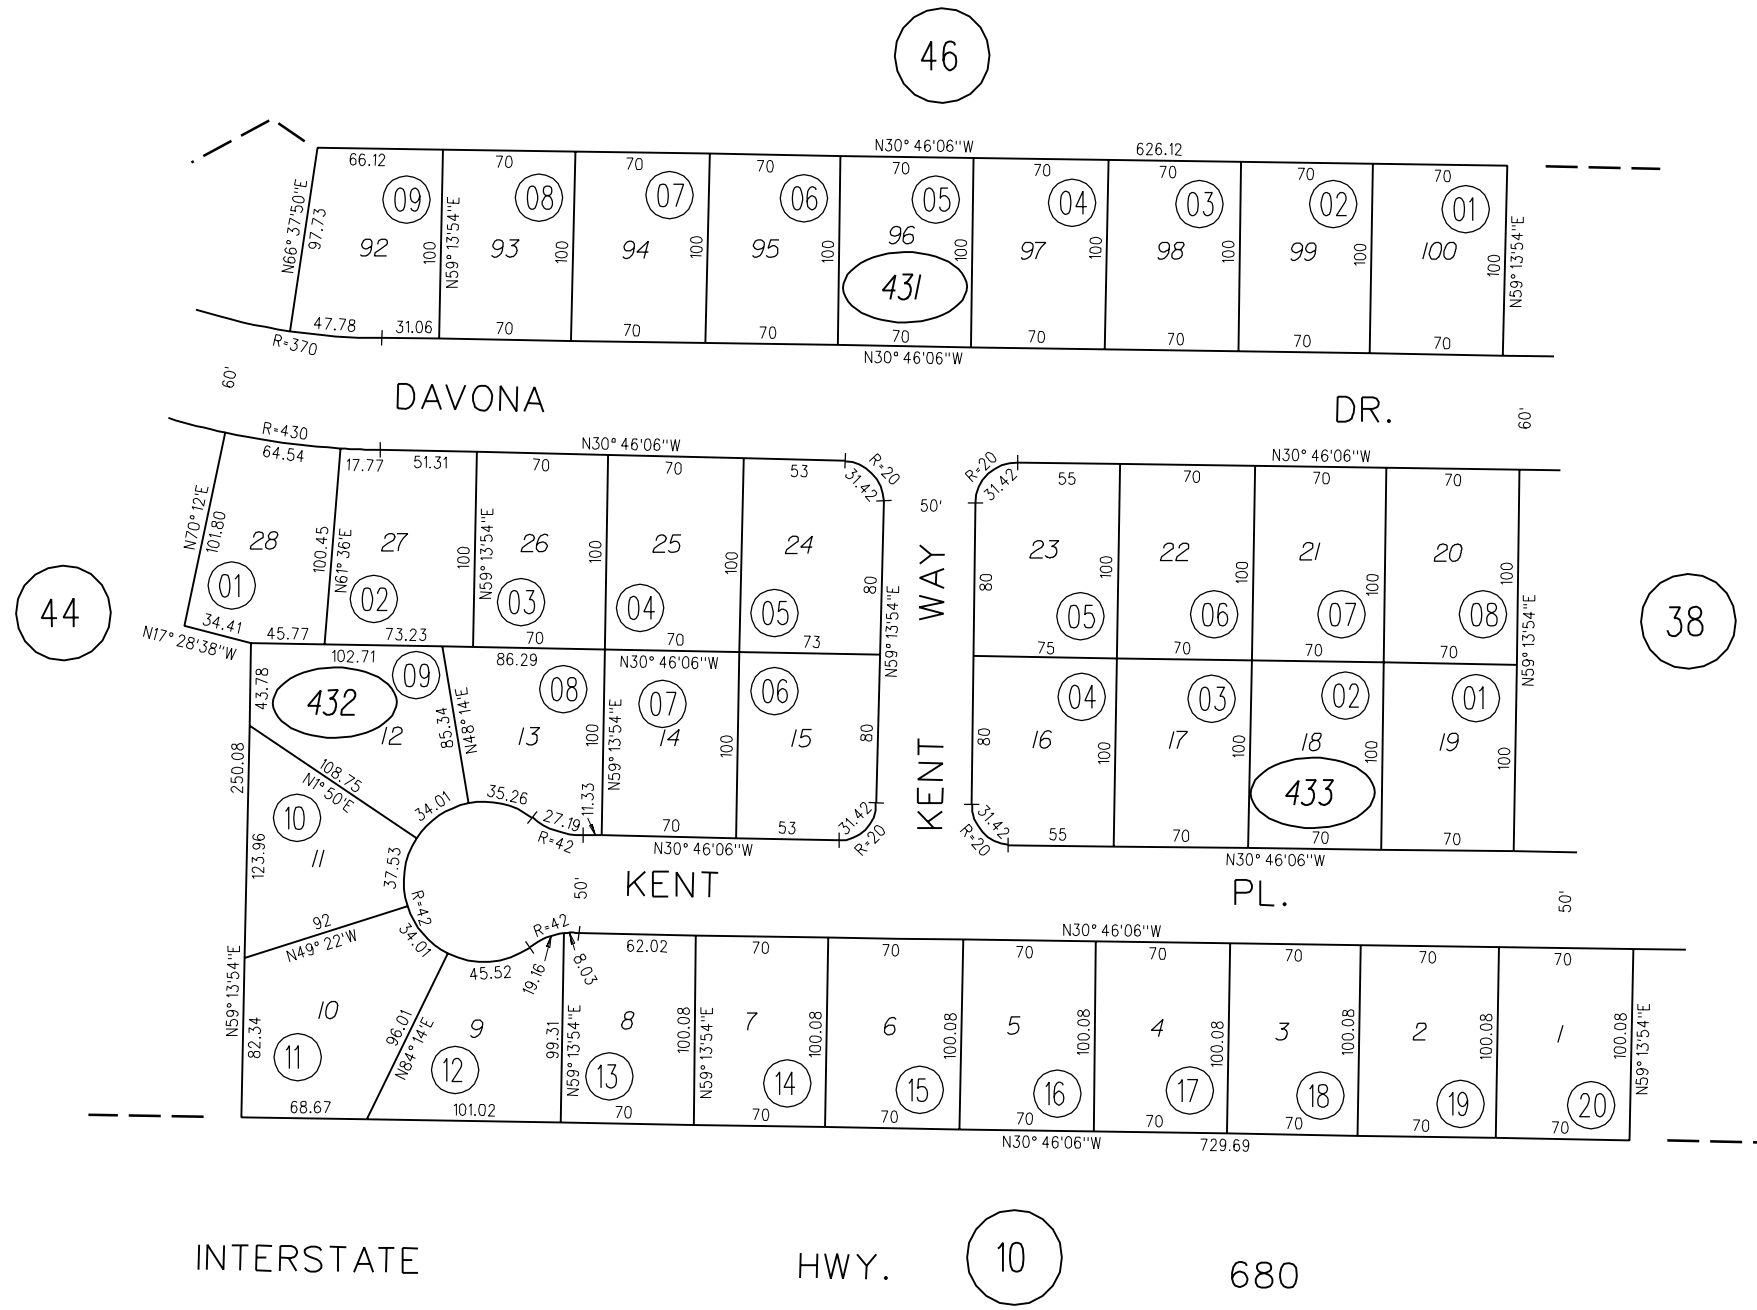 46
N30° 46'06"W 626.12
66.12 70 70 70 70 70 70 70 70
09 08 07 06 05 04 03 02 01
N66° 37'50"E 97.73 92 100 N59° 13'54"E 93 100 94 100 95 100 96 100 97 100 98 100 99 100 100 100 N59° 13'54"E
431
47.78 31.06 70 70 70 70 70 70 70 70
R=370 N30° 46'06"W
60' DAVONA DR. 60'
R=430 N30° 46'06"W R=20 R=20 N30° 46'06"W
64.54 17.77 51.31 70 70 53 31.42 31.42 55 70 70 70
50'
N70° 12'E 101.80 28 100.45 N61° 36'E 27 100 N59° 13'54"E 26 100 25 100 24 80 N59° 13'54"E WAY 80 23 100 22 100 21 100 20 100 N59° 13'54"E
44 01 02 03 04 05 05 06 07 08 38
34.41 45.77 73.23 70 70 73 75 70 70 70
N17° 28'38"W 102.71 86.29 N30° 46'06"W
43.78 432 09 08 07 06 04 03 02 01
12 85.34 N48° 14'E 13 100 N59° 13'54"E 14 100 15 80 KENT 80 16 100 17 100 18 100 19 100
433
250.08 108.75 N1° 50'E
10 34.01 35.26 27.19 11.33 70 53 31.42 31.42 55 70 70 70
R=42 N30° 46'06"W R=20 R=20 N30° 46'06"W
123.96 11 37.53
R=42 50' KENT PL. 50'
92 N49° 22'W 34.01 R=42 N30° 46'06"W
45.52 19.16 8.03 62.02 70 70 70 70 70 70 70
N59° 13'54"E 82.34 10 96.01 N84° 14'E 9 99.31 N59° 13'54"E 8 100.08 N59° 13'54"E 7 100.08 6 100.08 5 100.08 4 100.08 3 100.08 2 100.08 1 100.08 N59° 13'54"E
11 12 13 14 15 16 17 18 19 20
68.67 101.02 70 70 70 70 70 70 70 70
N30° 46'06"W 729.69
INTERSTATE HWY. 10 680